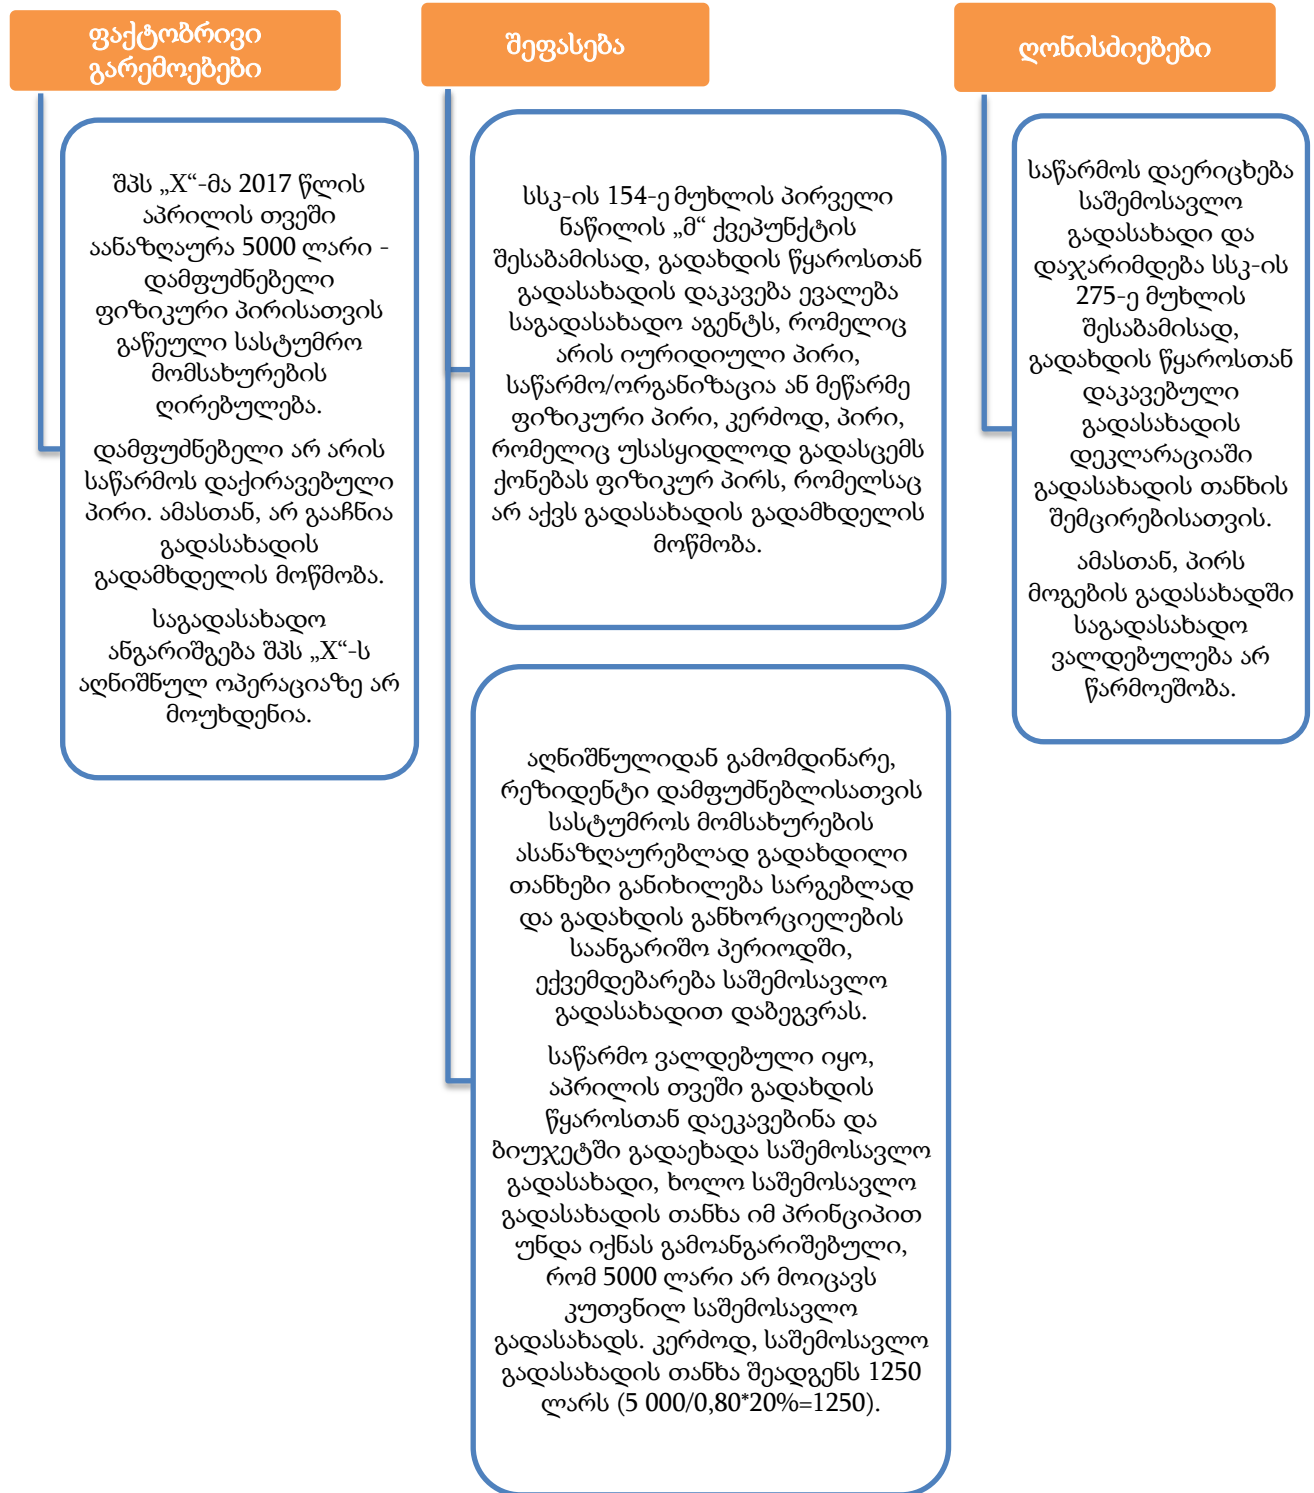 ფაქტობრივი
გარემოებები
შპს „X“-მა 2017 წლის
აპრილის თვეში
აანაზღაურა 5000 ლარი -
დამფუძნებელი
ფიზიკური პირისათვის
გაწეული სასტუმრო
მომსახურების
ღირებულება.
დამფუძნებელი არ არის
საწარმოს დაქირავებული
პირი. ამასთან, არ გააჩნია
გადასახადის
გადამხდელის მოწმობა.
საგადასახადო
ანგარიშგება შპს „X“-ს
აღნიშნულ ოპერაციაზე არ
მოუხდენია.
შეფასება
სსკ-ის 154-ე მუხლის პირველი
ნაწილის „მ“ ქვეპუნქტის
შესაბამისად, გადახდის წყაროსთან
გადასახადის დაკავება ევალება
საგადასახადო აგენტს, რომელიც
არის იურიდიული პირი,
საწარმო/ორგანიზაცია ან მეწარმე
ფიზიკური პირი, კერძოდ, პირი,
რომელიც უსასყიდლოდ გადასცემს
ქონებას ფიზიკურ პირს, რომელსაც
არ აქვს გადასახადის გადამხდელის
მოწმობა.
აღნიშნულიდან გამომდინარე,
რეზიდენტი დამფუძნებლისათვის
სასტუმროს მომსახურების
ასანაზღაურებლად გადახდილი
თანხები განიხილება სარგებლად
და გადახდის განხორციელების
საანგარიშო პერიოდში,
ექვემდებარება საშემოსავლო
გადასახადით დაბეგვრას.
საწარმო ვალდებული იყო,
აპრილის თვეში გადახდის
წყაროსთან დაეკავებინა და
ბიუჯეტში გადაეხადა საშემოსავლო
გადასახადი, ხოლო საშემოსავლო
გადასახადის თანხა იმ პრინციპით
უნდა იქნას გამოანგარიშებული,
რომ 5000 ლარი არ მოიცავს
კუთვნილ საშემოსავლო
გადასახადს. კერძოდ, საშემოსავლო
გადასახადის თანხა შეადგენს 1250
ლარს (5 000/0,80*20%=1250).
ღონისძიებები
საწარმოს დაერიცხება
საშემოსავლო
გადასახადი და
დაჯარიმდება სსკ-ის
275-ე მუხლის
შესაბამისად,
გადახდის წყაროსთან
დაკავებული
გადასახადის
დეკლარაციაში
გადასახადის თანხის
შემცირებისათვის.
ამასთან, პირს
მოგების გადასახადში
საგადასახადო
ვალდებულება არ
წარმოეშობა.